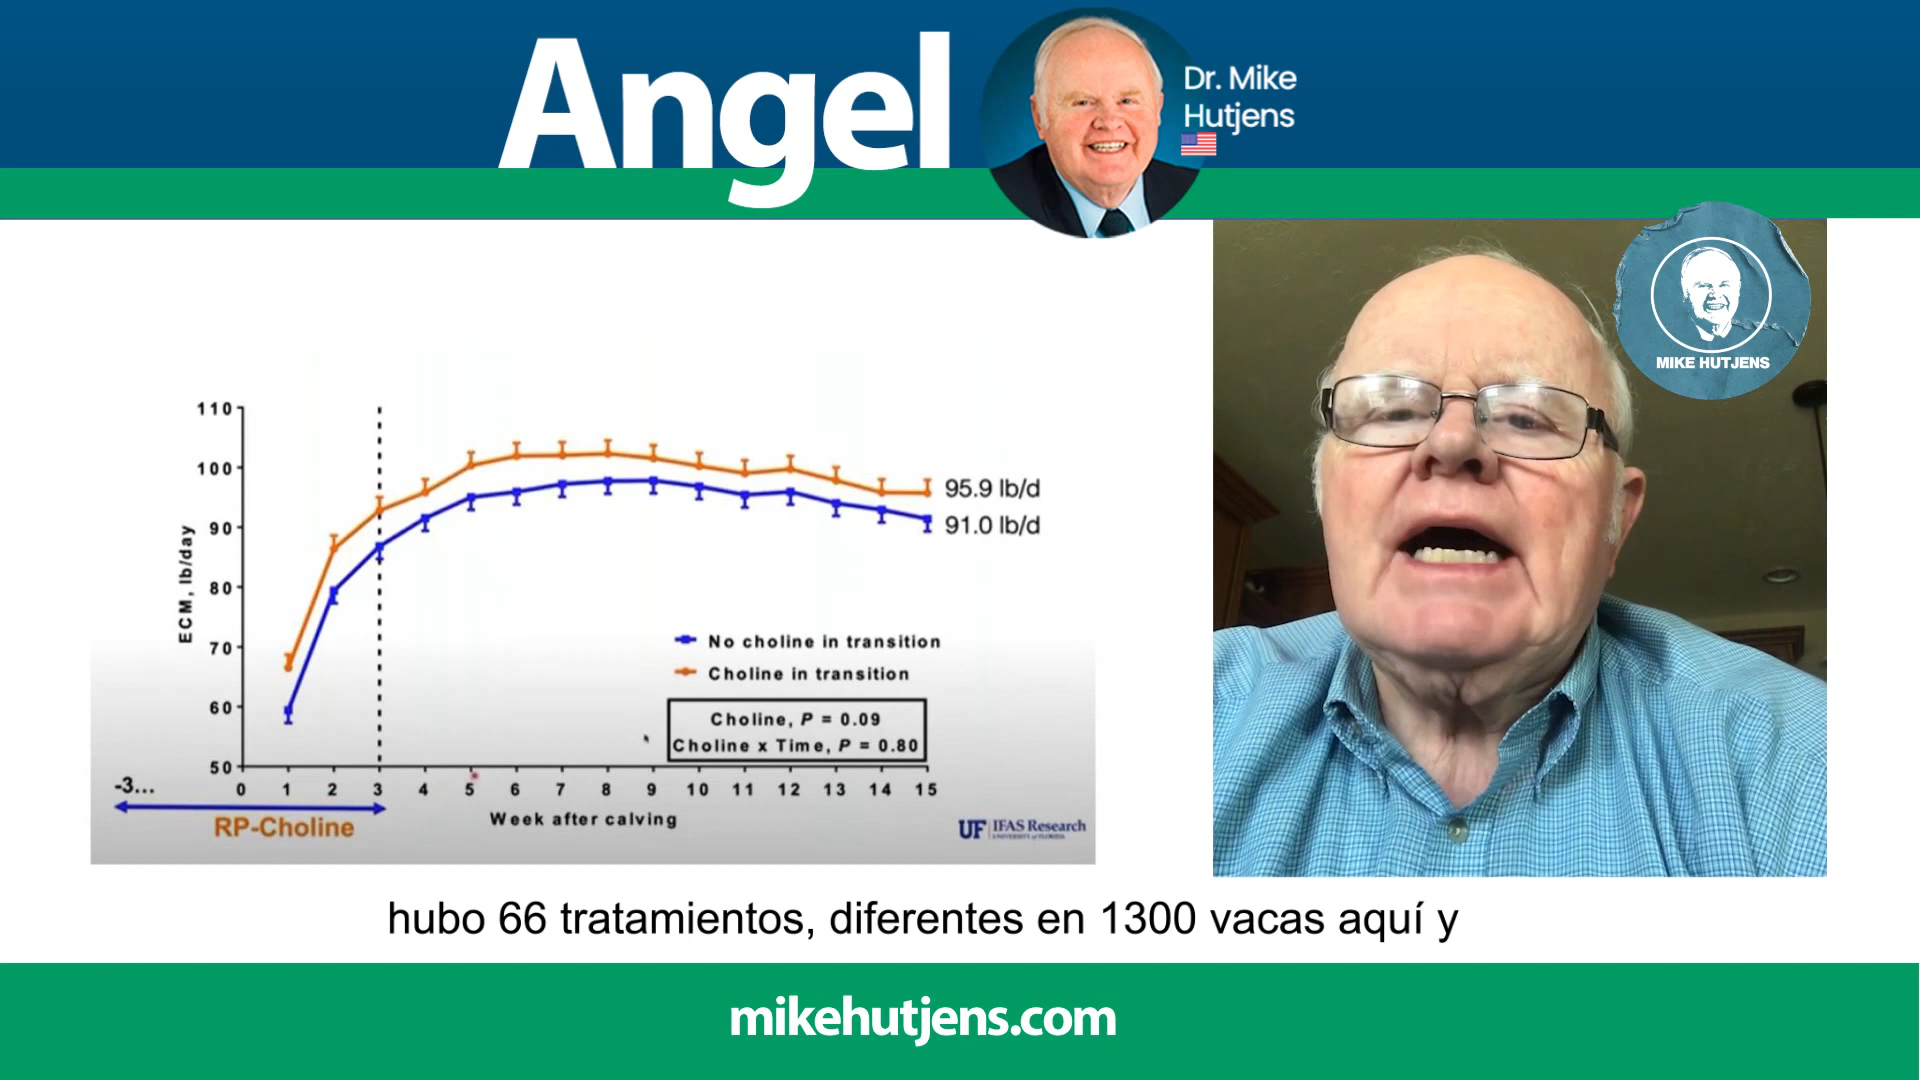 Angel
Dr. Mike
Hutjens
MIKE HUTJENS
110
100
90
80
70
60
50
ECM, lb/day
95.9 lb/d
91.0 lb/d
No choline in transition
Choline in transition
Choline, P = 0.09
Choline x Time, P = 0.80
-3...
0 1 2 3 4 5 6 7 8 9 10 11 12 13 14 15
RP-Choline
Week after calving
UF IFAS Research
UNIVERSITY of FLORIDA
hubo 66 tratamientos, diferentes en 1300 vacas aquí y
mikehutjens.com